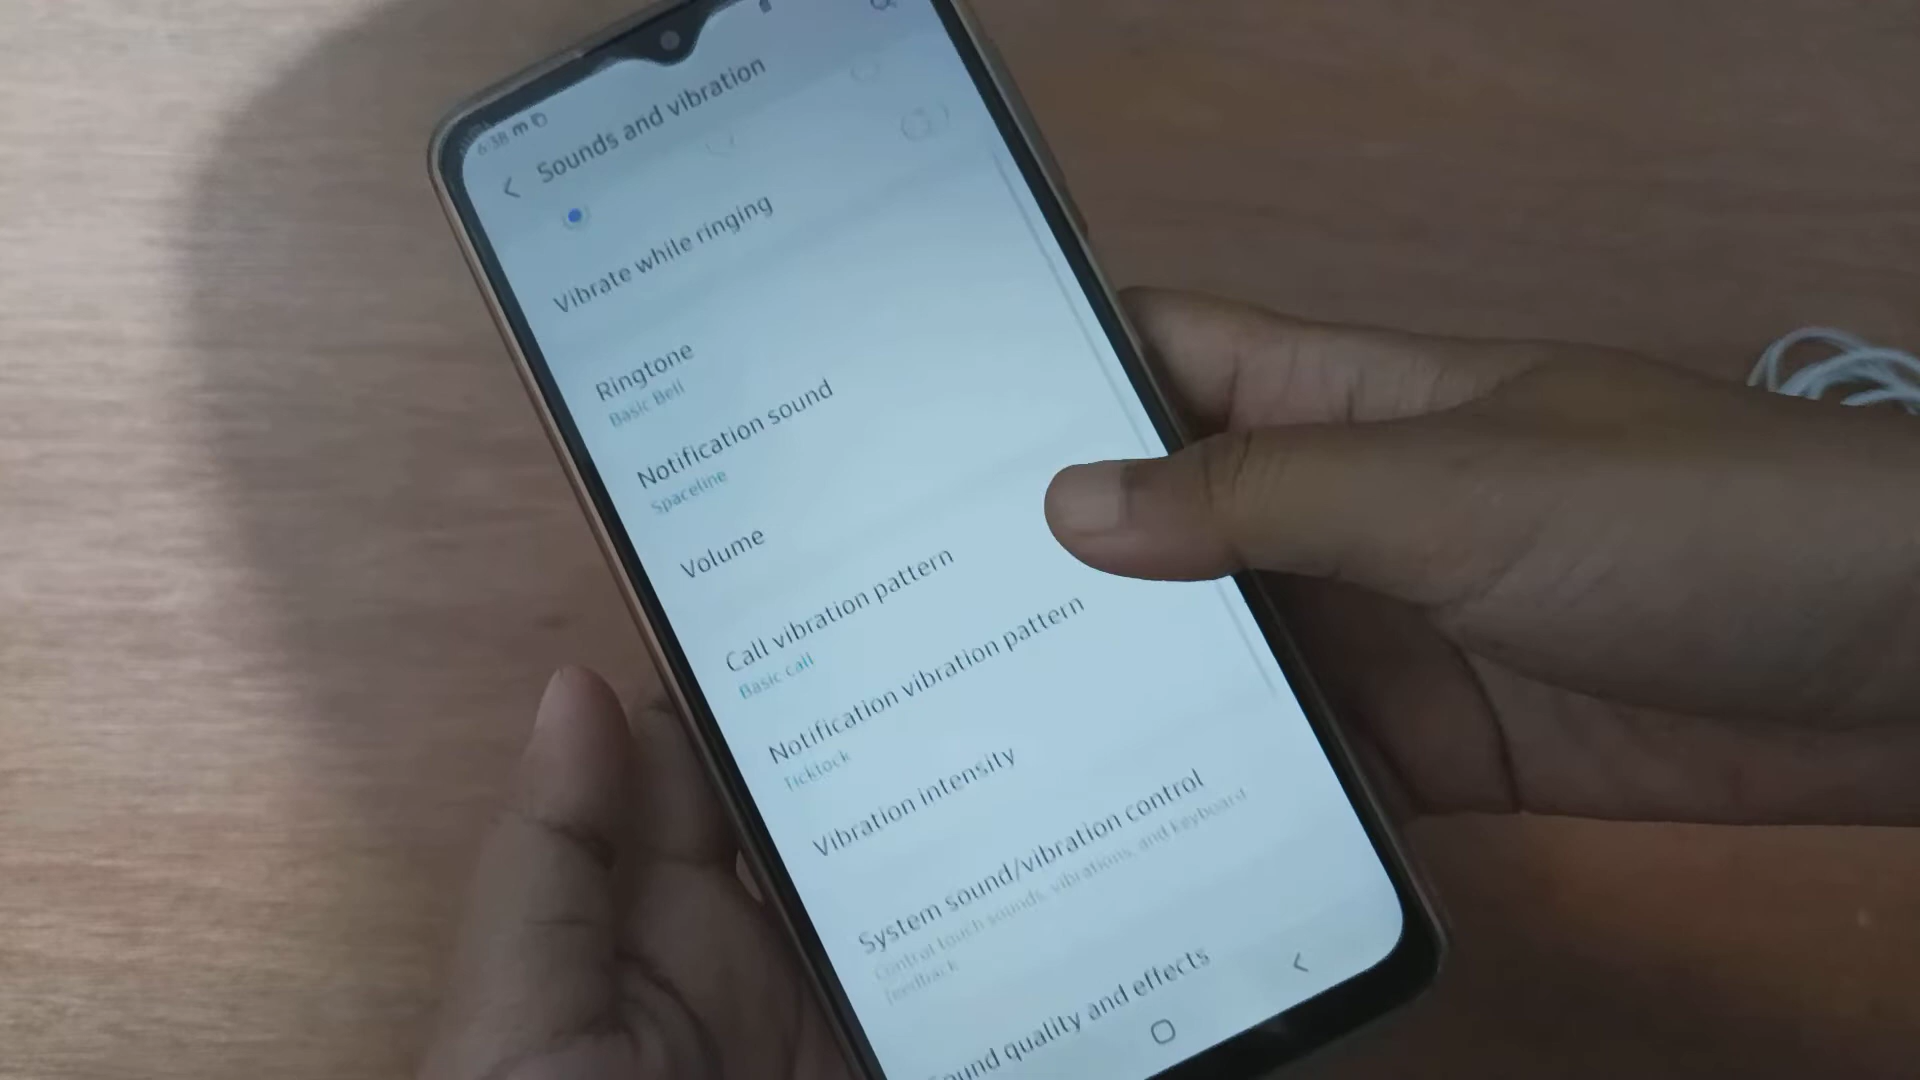 6:38
Sounds and vibration
Vibrate while ringing
Ringtone
Basic Bell
Notification sound
Spaceline
Volume
Call vibration pattern
Basic call
Notification vibration pattern
Ticktock
Vibration intensity
System sound/vibration control
Control touch sounds, vibrations, and keyboard
feedback
ound quality and effects